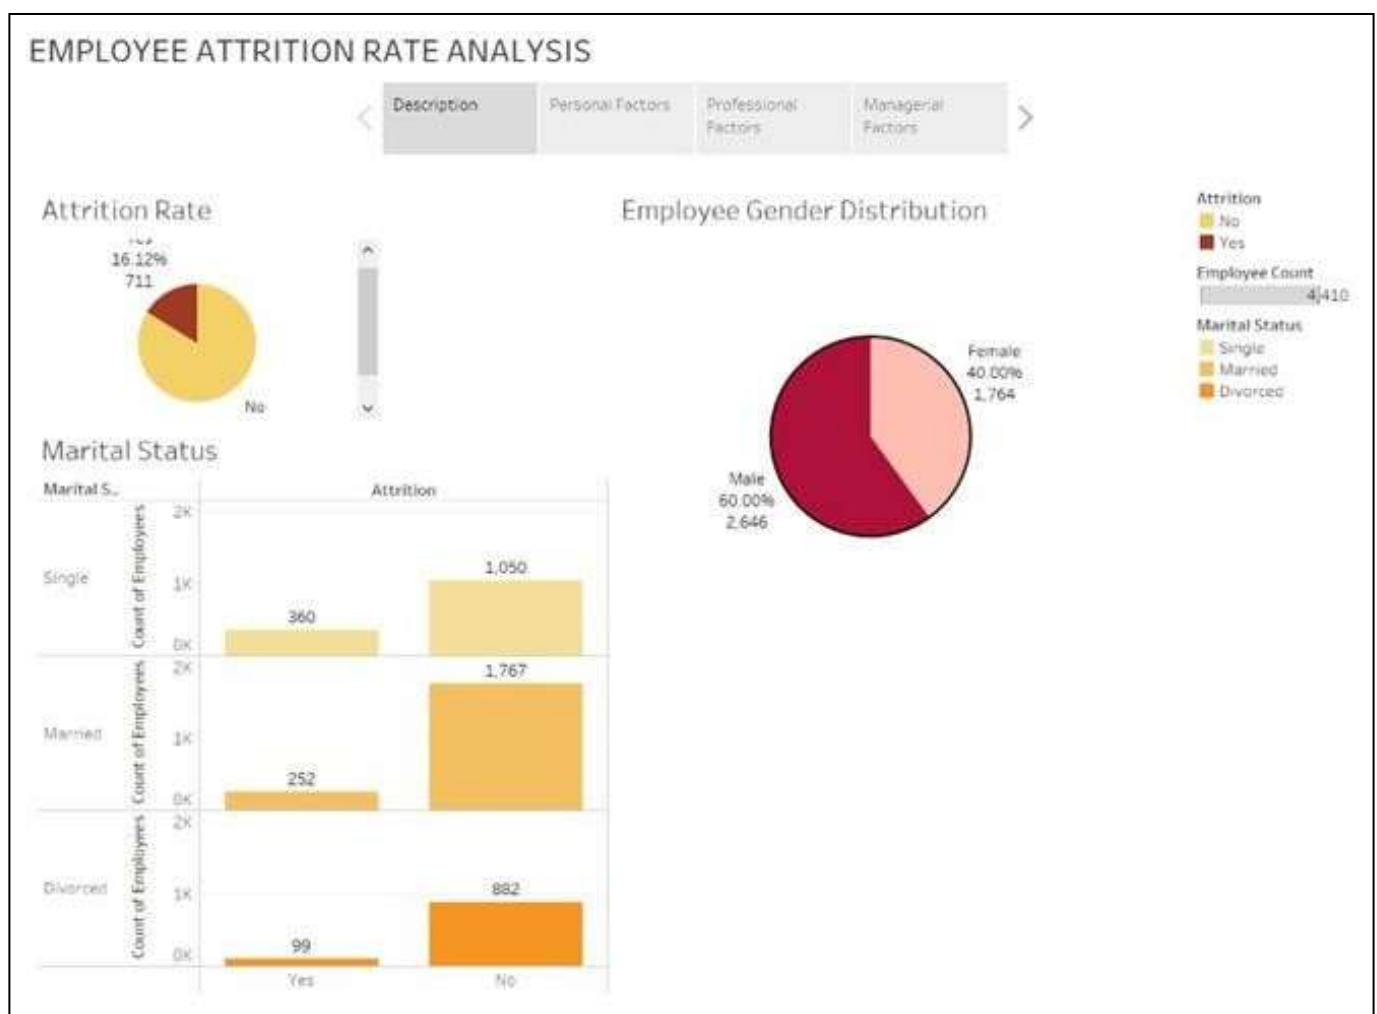 EMPLOYEE ATTRITION RATE ANALYSIS
Description
Personal Factors
Professional
Factors
Managerial
Factors
Attrition Rate
16.12%
711
No
Employee Gender Distribution
Female
40.00%
1,764
Male
60.00%
2,646
Attrition
No
Yes
Employee Count
4,410
Marital Status
Single
Married
Divorced
Marital Status
Marital S..
Attrition
Single
Count of Employees
2K
1K
0K
360
1,050
Married
Count of Employees
2K
1K
0K
252
1,767
Divorced
Count of Employees
2K
1K
0K
99
882
Yes
No